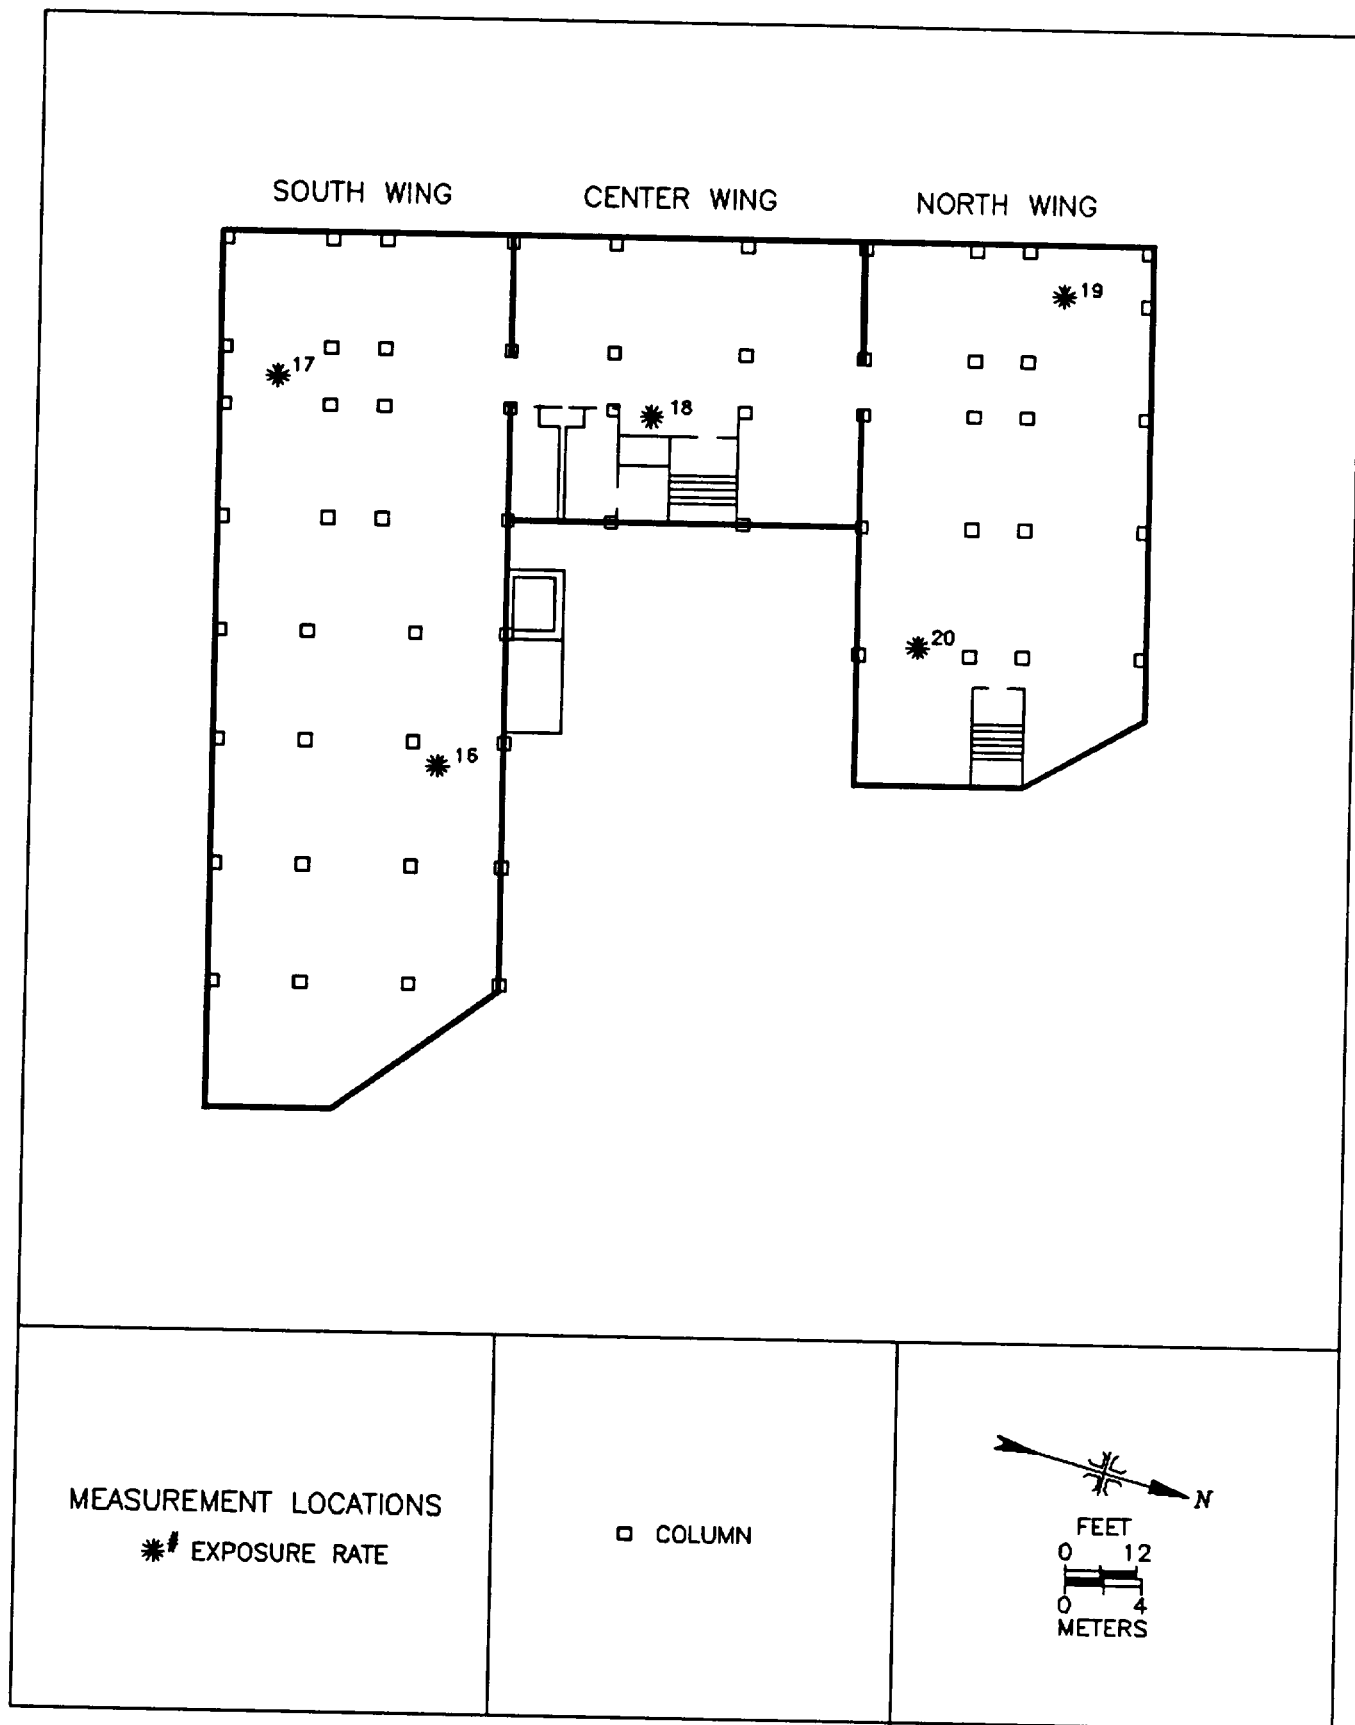 SOUTH WING
CENTER WING
NORTH WING
19
17
18
20
16
MEASUREMENT LOCATIONS
# EXPOSURE RATE
COLUMN
N
FEET
0 12
0 4
METERS